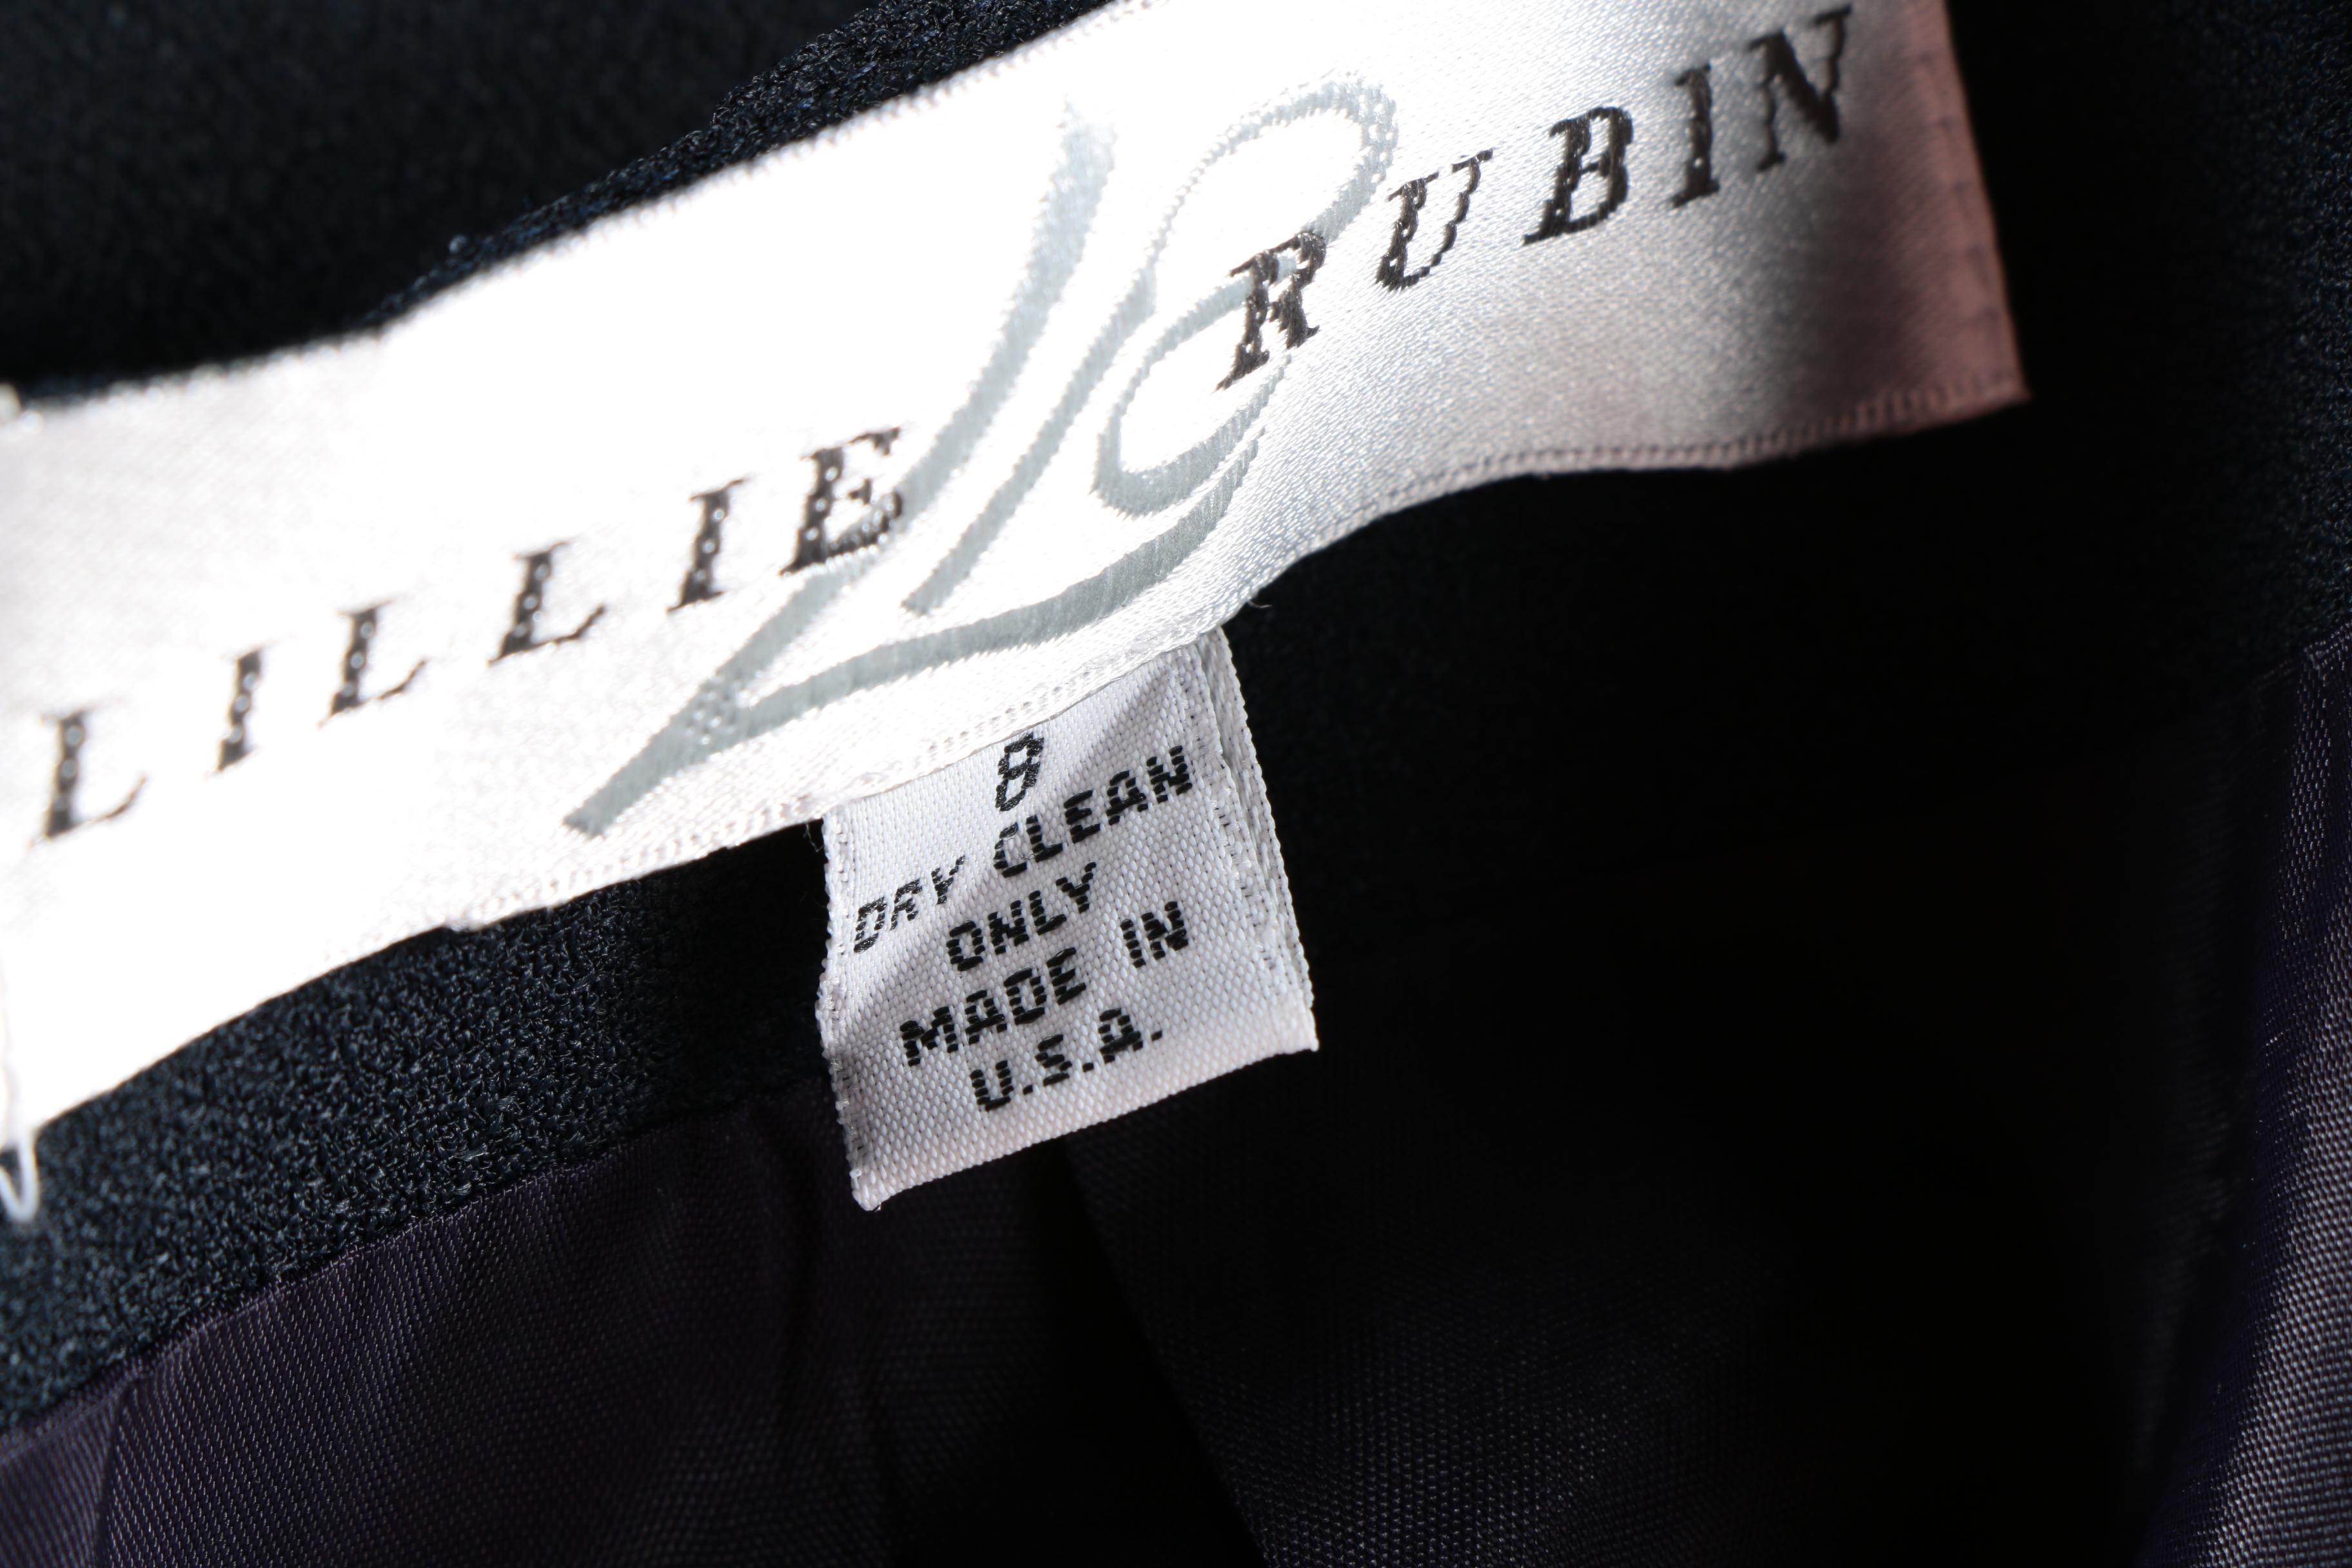 LILLIE RUBIN
8
DRY CLEAN
ONLY
MADE IN
U.S.A.